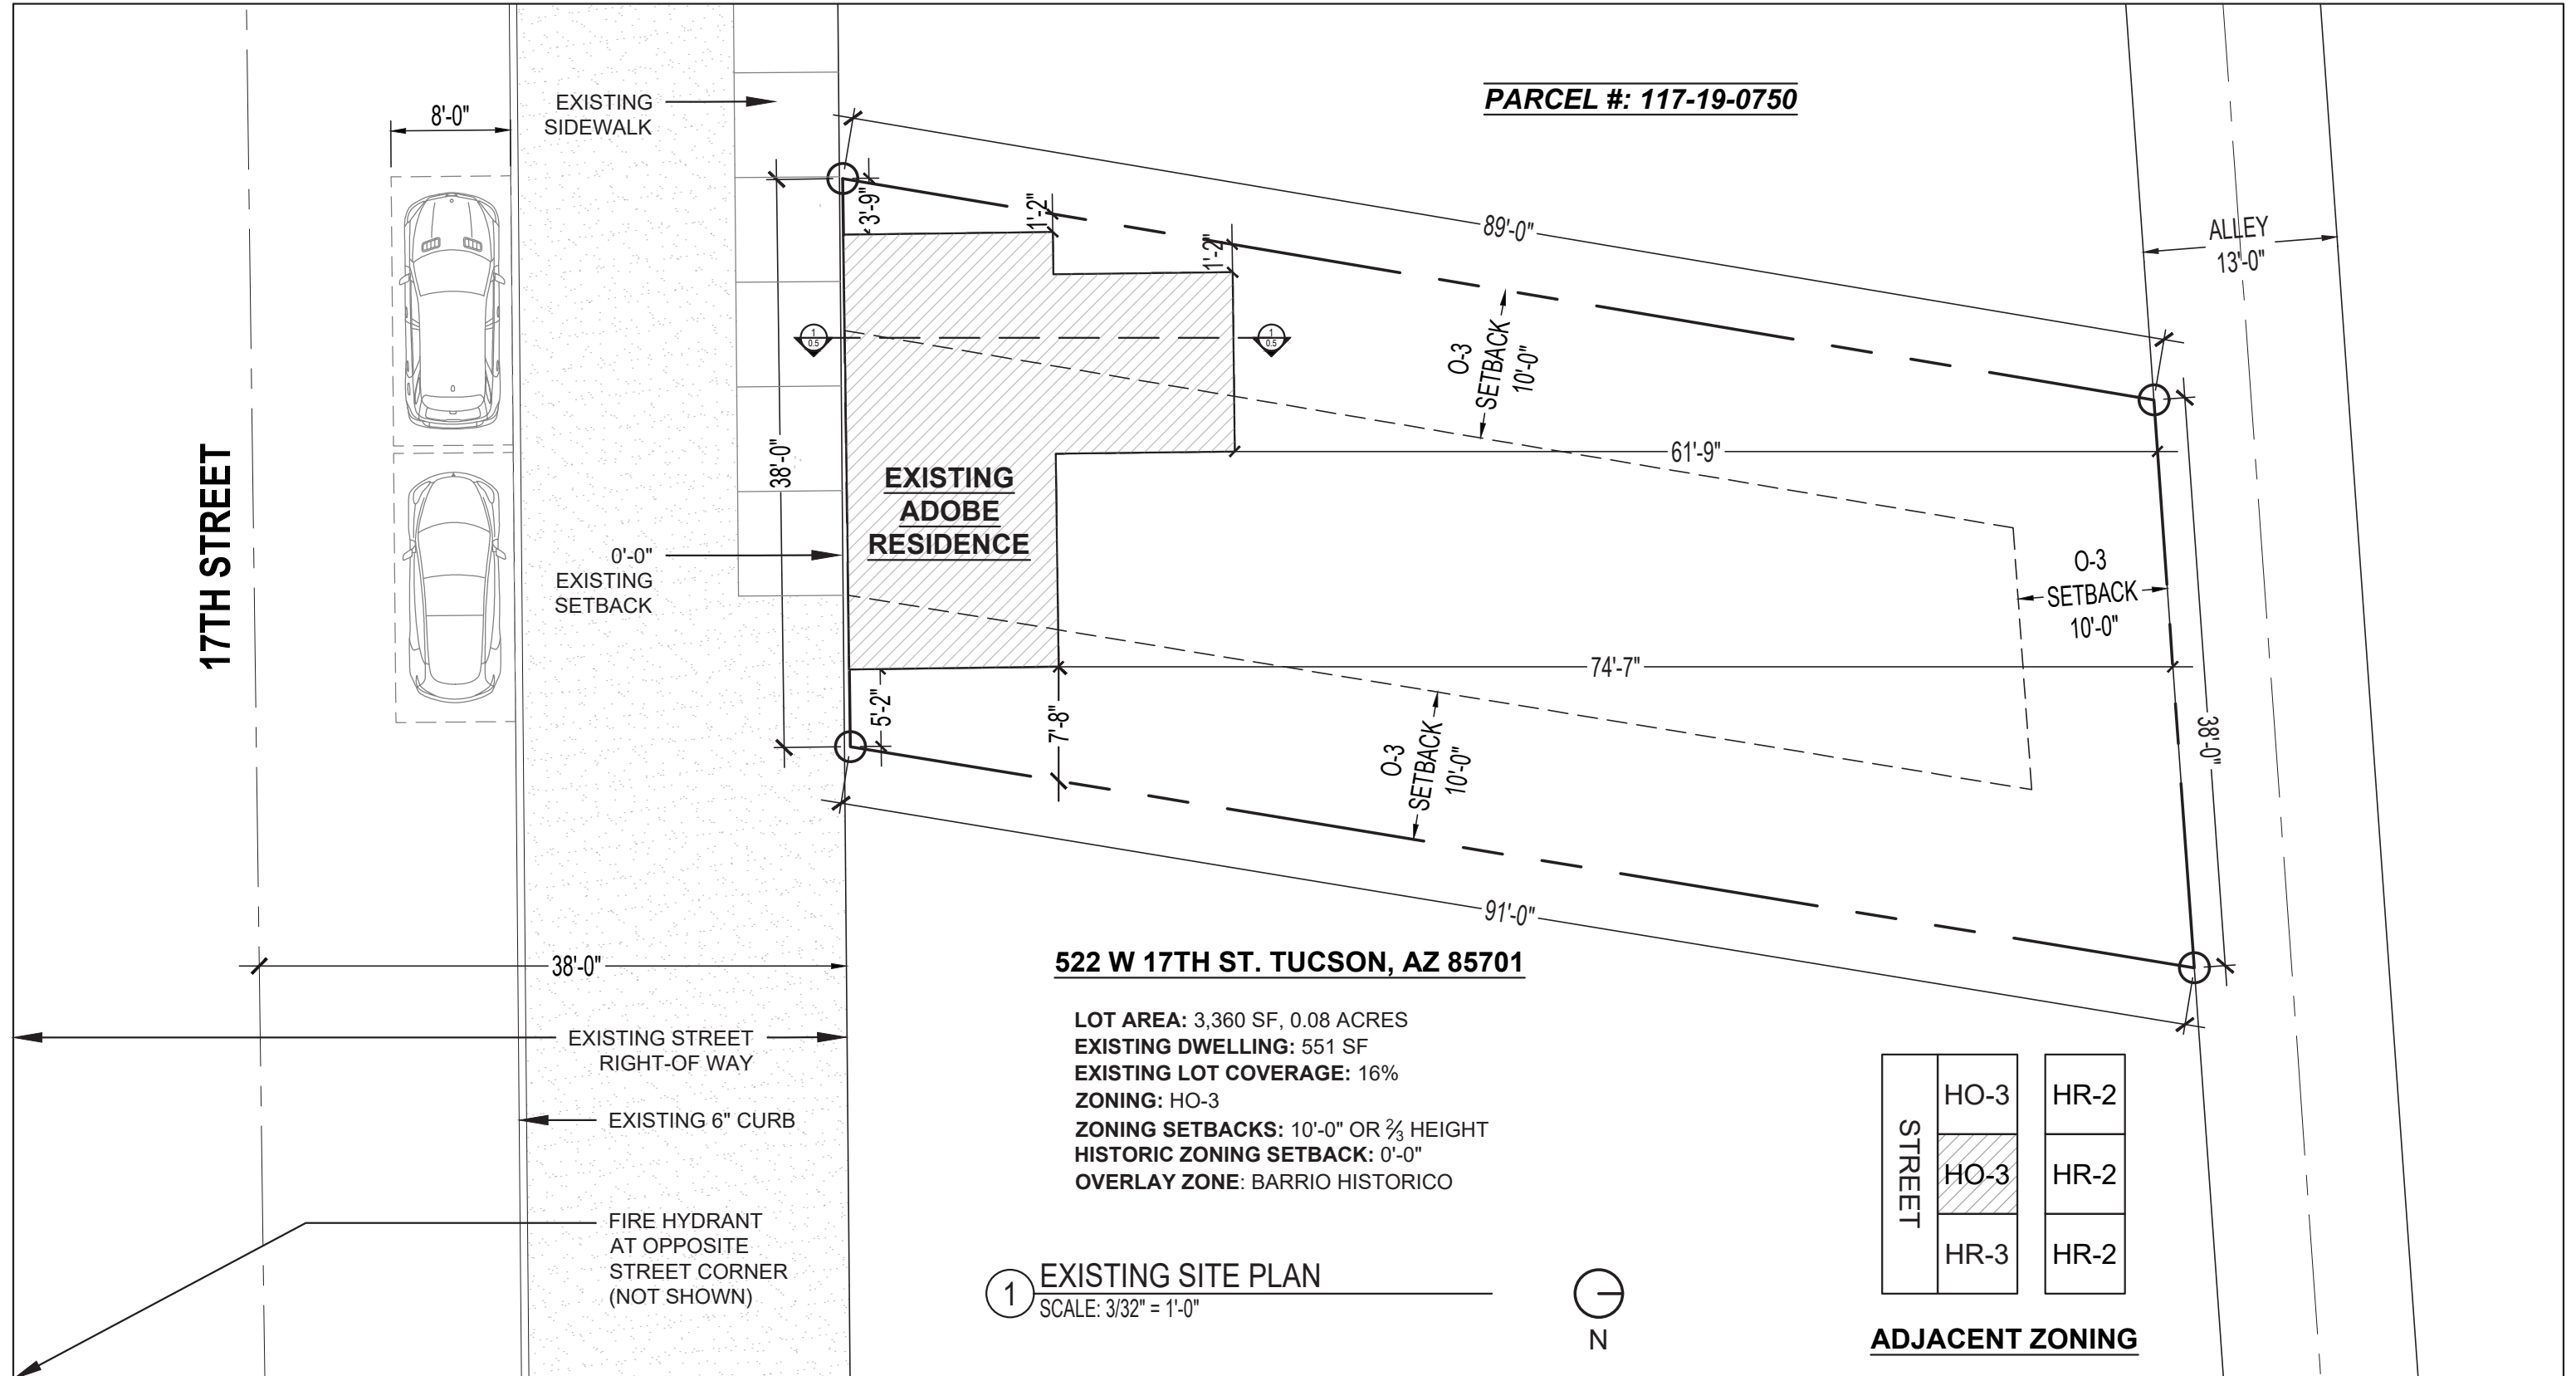 PARCEL #: 117-19-0750
8'-0"
EXISTING
SIDEWALK
3'-9"
1'-2"
1'-2"
89'-0"
ALLEY
13'-0"
1
0.5
1
0.5
O-3
SETBACK
10'-0"
38'-0"
17TH STREET
61'-9"
EXISTING
ADOBE
RESIDENCE
0'-0"
EXISTING
SETBACK
O-3
SETBACK
10'-0"
74'-7"
5'-2"
7'-8"
O-3
SETBACK
10'-0"
38'-0"
91'-0"
38'-0"
EXISTING STREET
RIGHT-OF WAY
EXISTING 6" CURB
FIRE HYDRANT
AT OPPOSITE
STREET CORNER
(NOT SHOWN)
522 W 17TH ST. TUCSON, AZ 85701
LOT AREA: 3,360 SF, 0.08 ACRES
EXISTING DWELLING: 551 SF
EXISTING LOT COVERAGE: 16%
ZONING: HO-3
ZONING SETBACKS: 10'-0" OR ⅔ HEIGHT
HISTORIC ZONING SETBACK: 0'-0"
OVERLAY ZONE: BARRIO HISTORICO
1
EXISTING SITE PLAN
SCALE: 3/32" = 1'-0"
N
STREET
HO-3
HR-2
HO-3
HR-2
HR-3
HR-2
ADJACENT ZONING